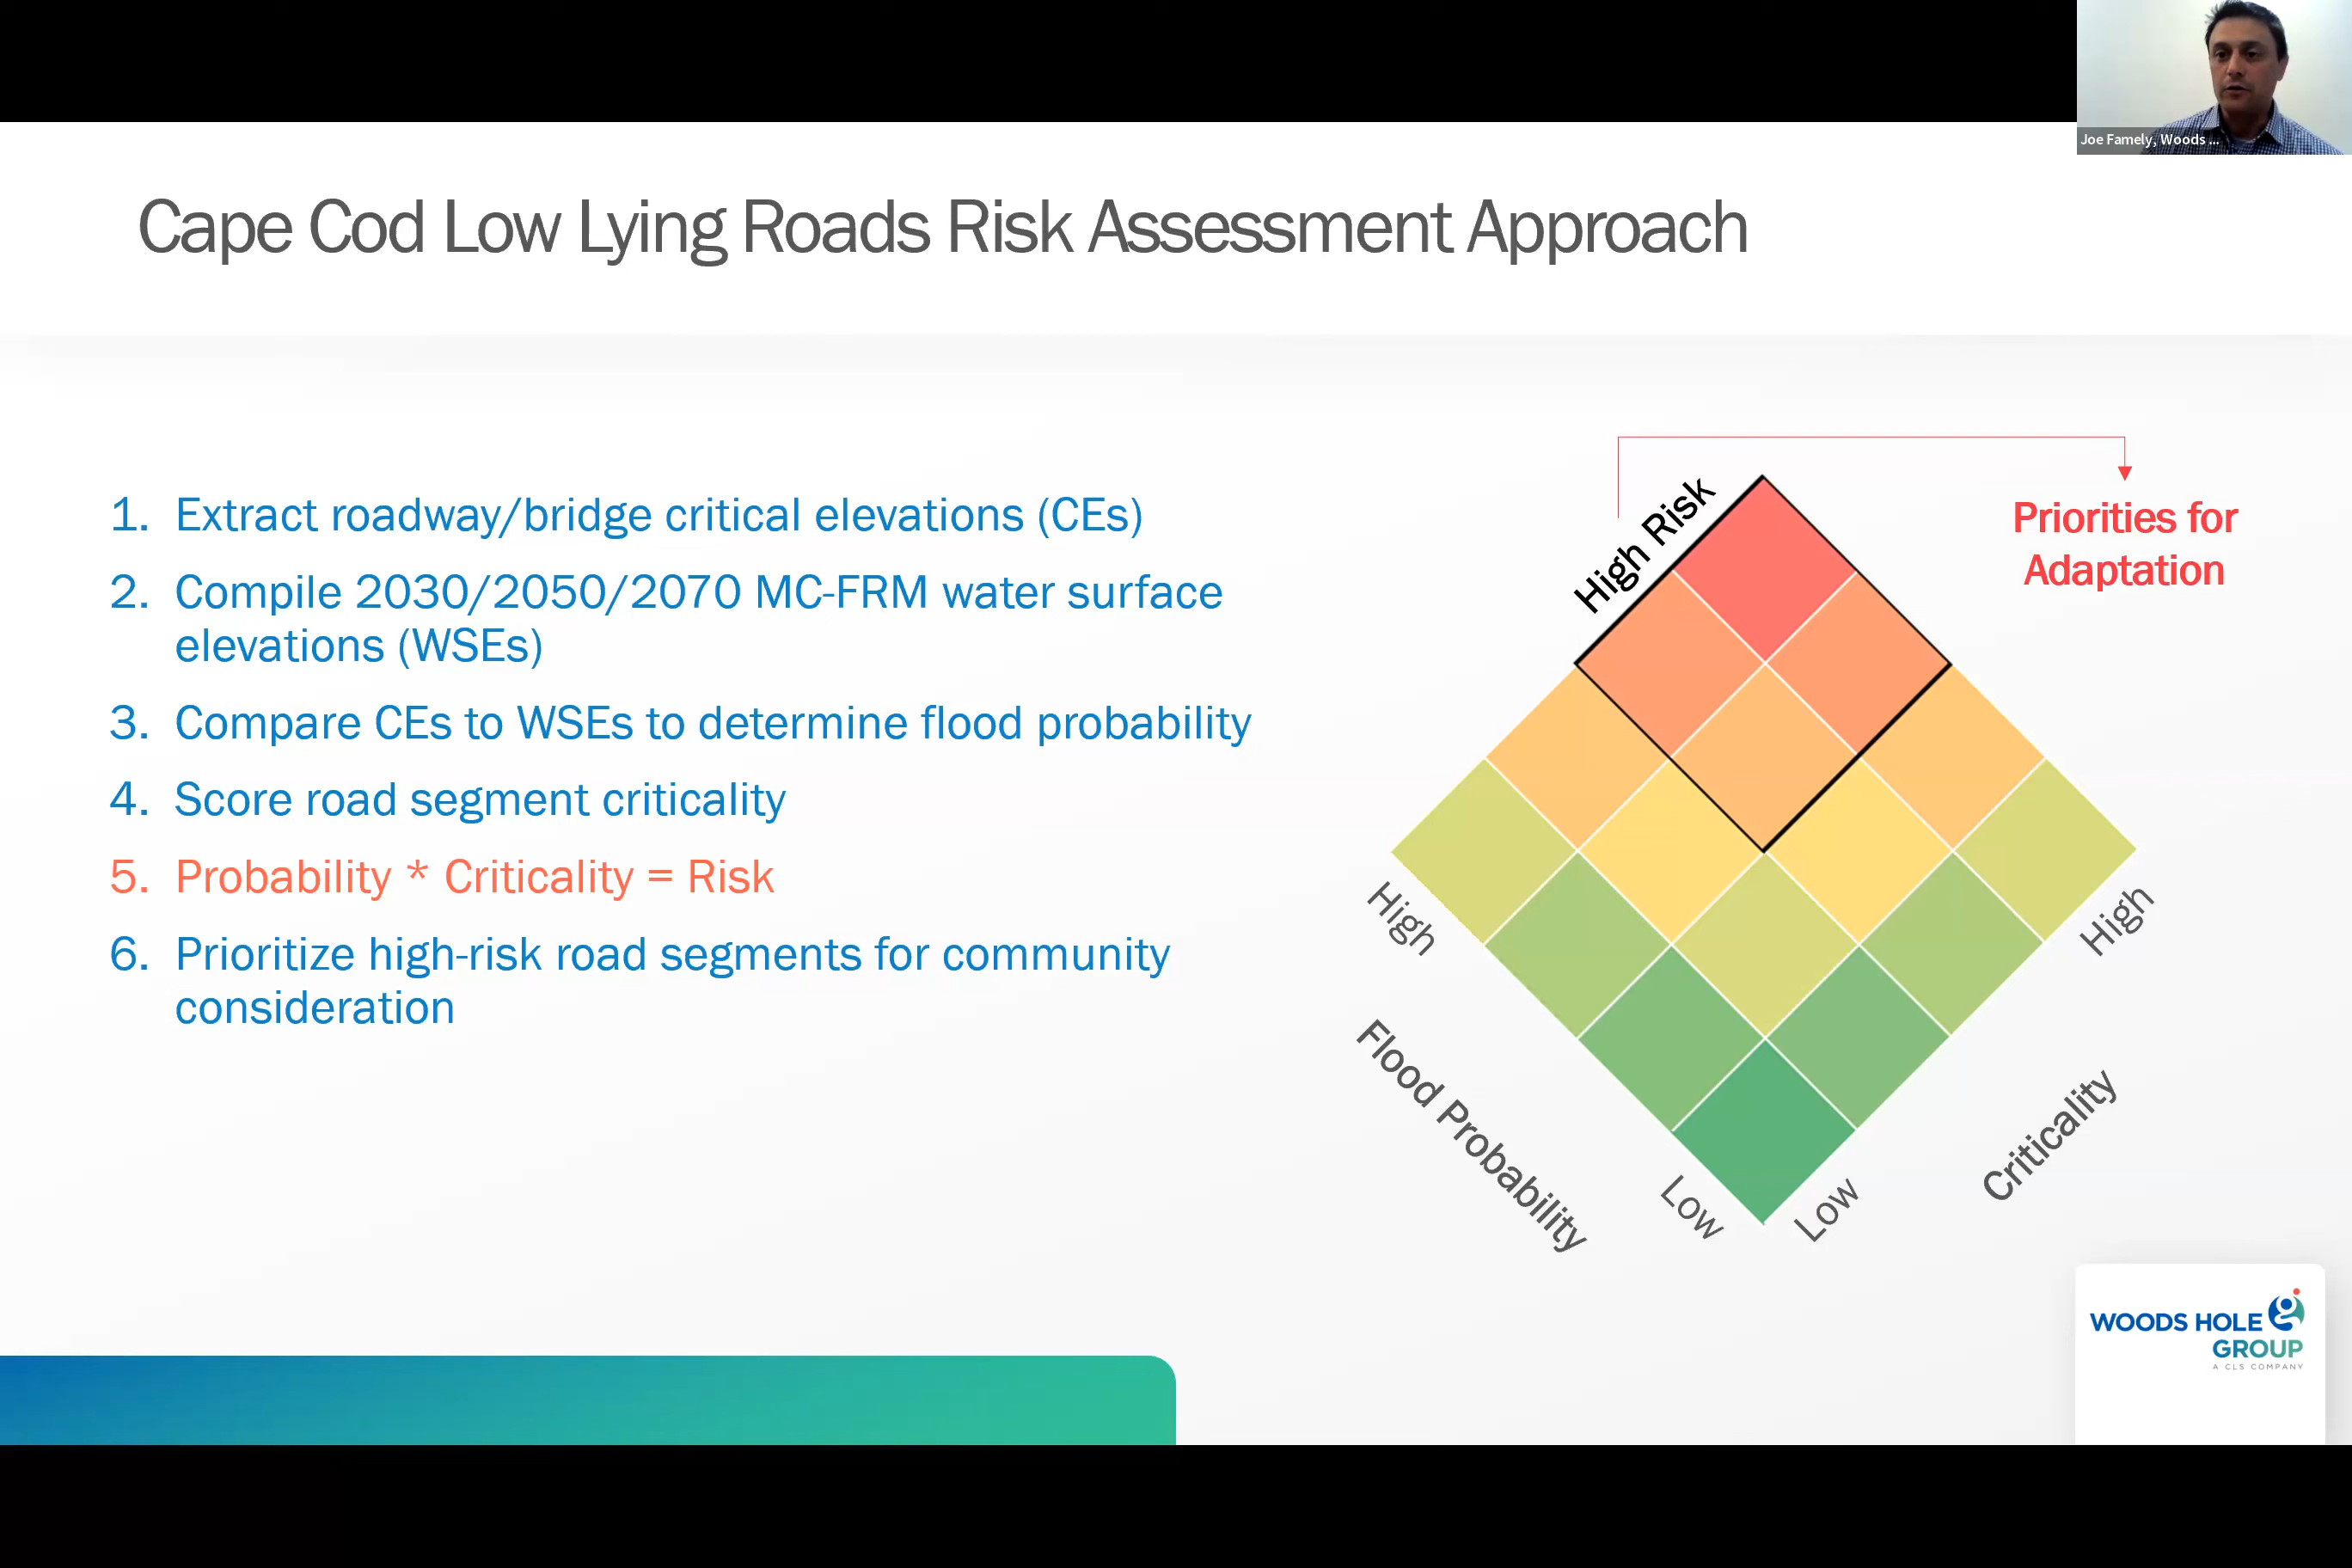 Joe Famely, Woods ...
Cape Cod Low Lying Roads Risk Assessment Approach
1. Extract roadway/bridge critical elevations (CEs)
2. Compile 2030/2050/2070 MC-FRM water surface
elevations (WSEs)
3. Compare CEs to WSEs to determine flood probability
4. Score road segment criticality
5. Probability * Criticality = Risk
6. Prioritize high-risk road segments for community
consideration
High Risk
Priorities for
Adaptation
High
High
Flood Probability
Low
Low
Criticality
WOODS HOLE
GROUP
A CLS COMPANY